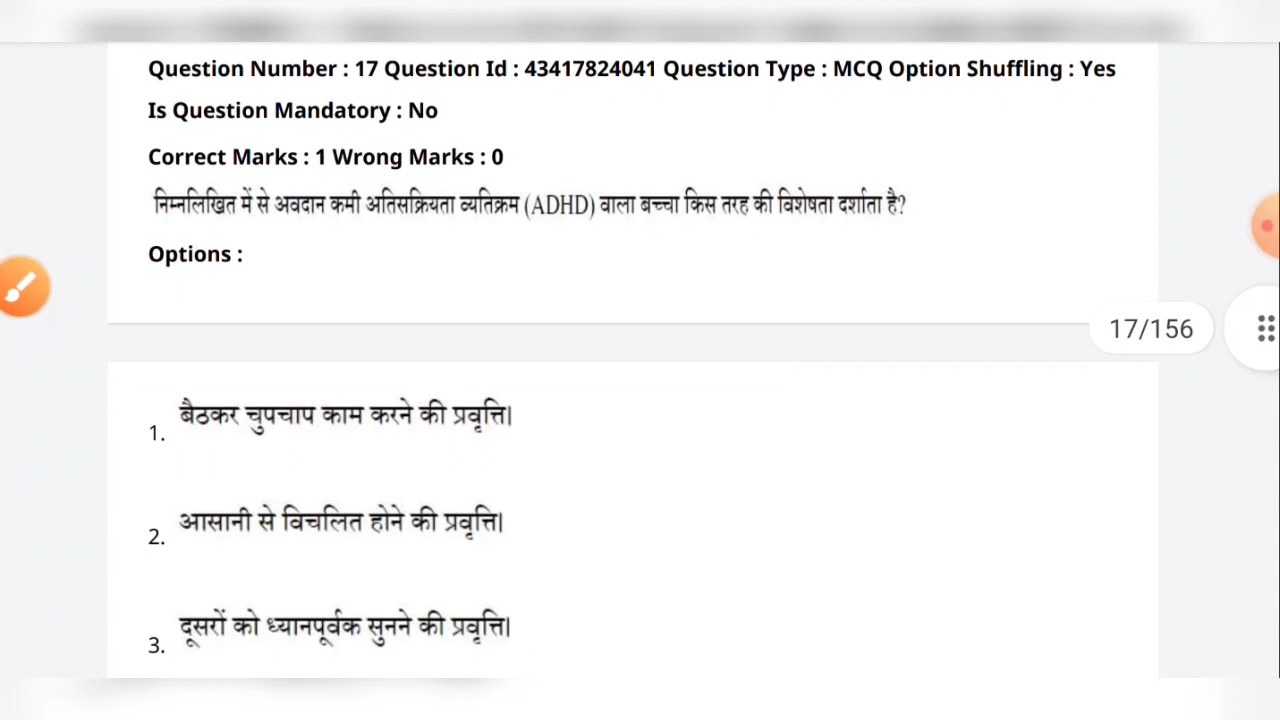 Question Number : 17 Question Id : 43417824041 Question Type : MCQ Option Shuffling : Yes
Is Question Mandatory : No
Correct Marks : 1 Wrong Marks : 0
निम्नलिखित में से अवदान कमी अतिसक्रियता व्यतिक्रम (ADHD) वाला बच्चा किस तरह की विशेषता दर्शाता है?
Options :
17/156
1. बैठकर चुपचाप काम करने की प्रवृत्ति।
2. आसानी से विचलित होने की प्रवृत्ति।
3. दूसरों को ध्यानपूर्वक सुनने की प्रवृत्ति।